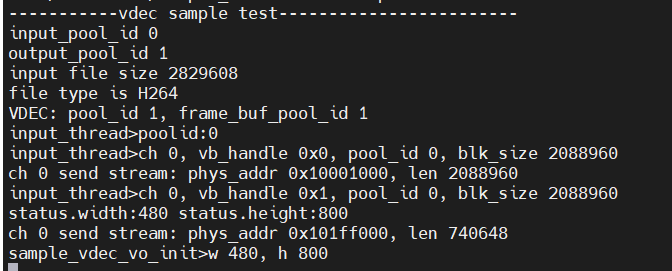 -----------vdec sample test------------------------
input_pool_id 0
output_pool_id 1
input file size 2829608
file type is H264
VDEC: pool_id 1, frame_buf_pool_id 1
input_thread>poolid:0
input_thread>ch 0, vb_handle 0x0, pool_id 0, blk_size 2088960
ch 0 send stream: phys_addr 0x10001000, len 2088960
input_thread>ch 0, vb_handle 0x1, pool_id 0, blk_size 2088960
status.width:480 status.height:800
ch 0 send stream: phys_addr 0x101ff000, len 740648
sample_vdec_vo_init>w 480, h 800